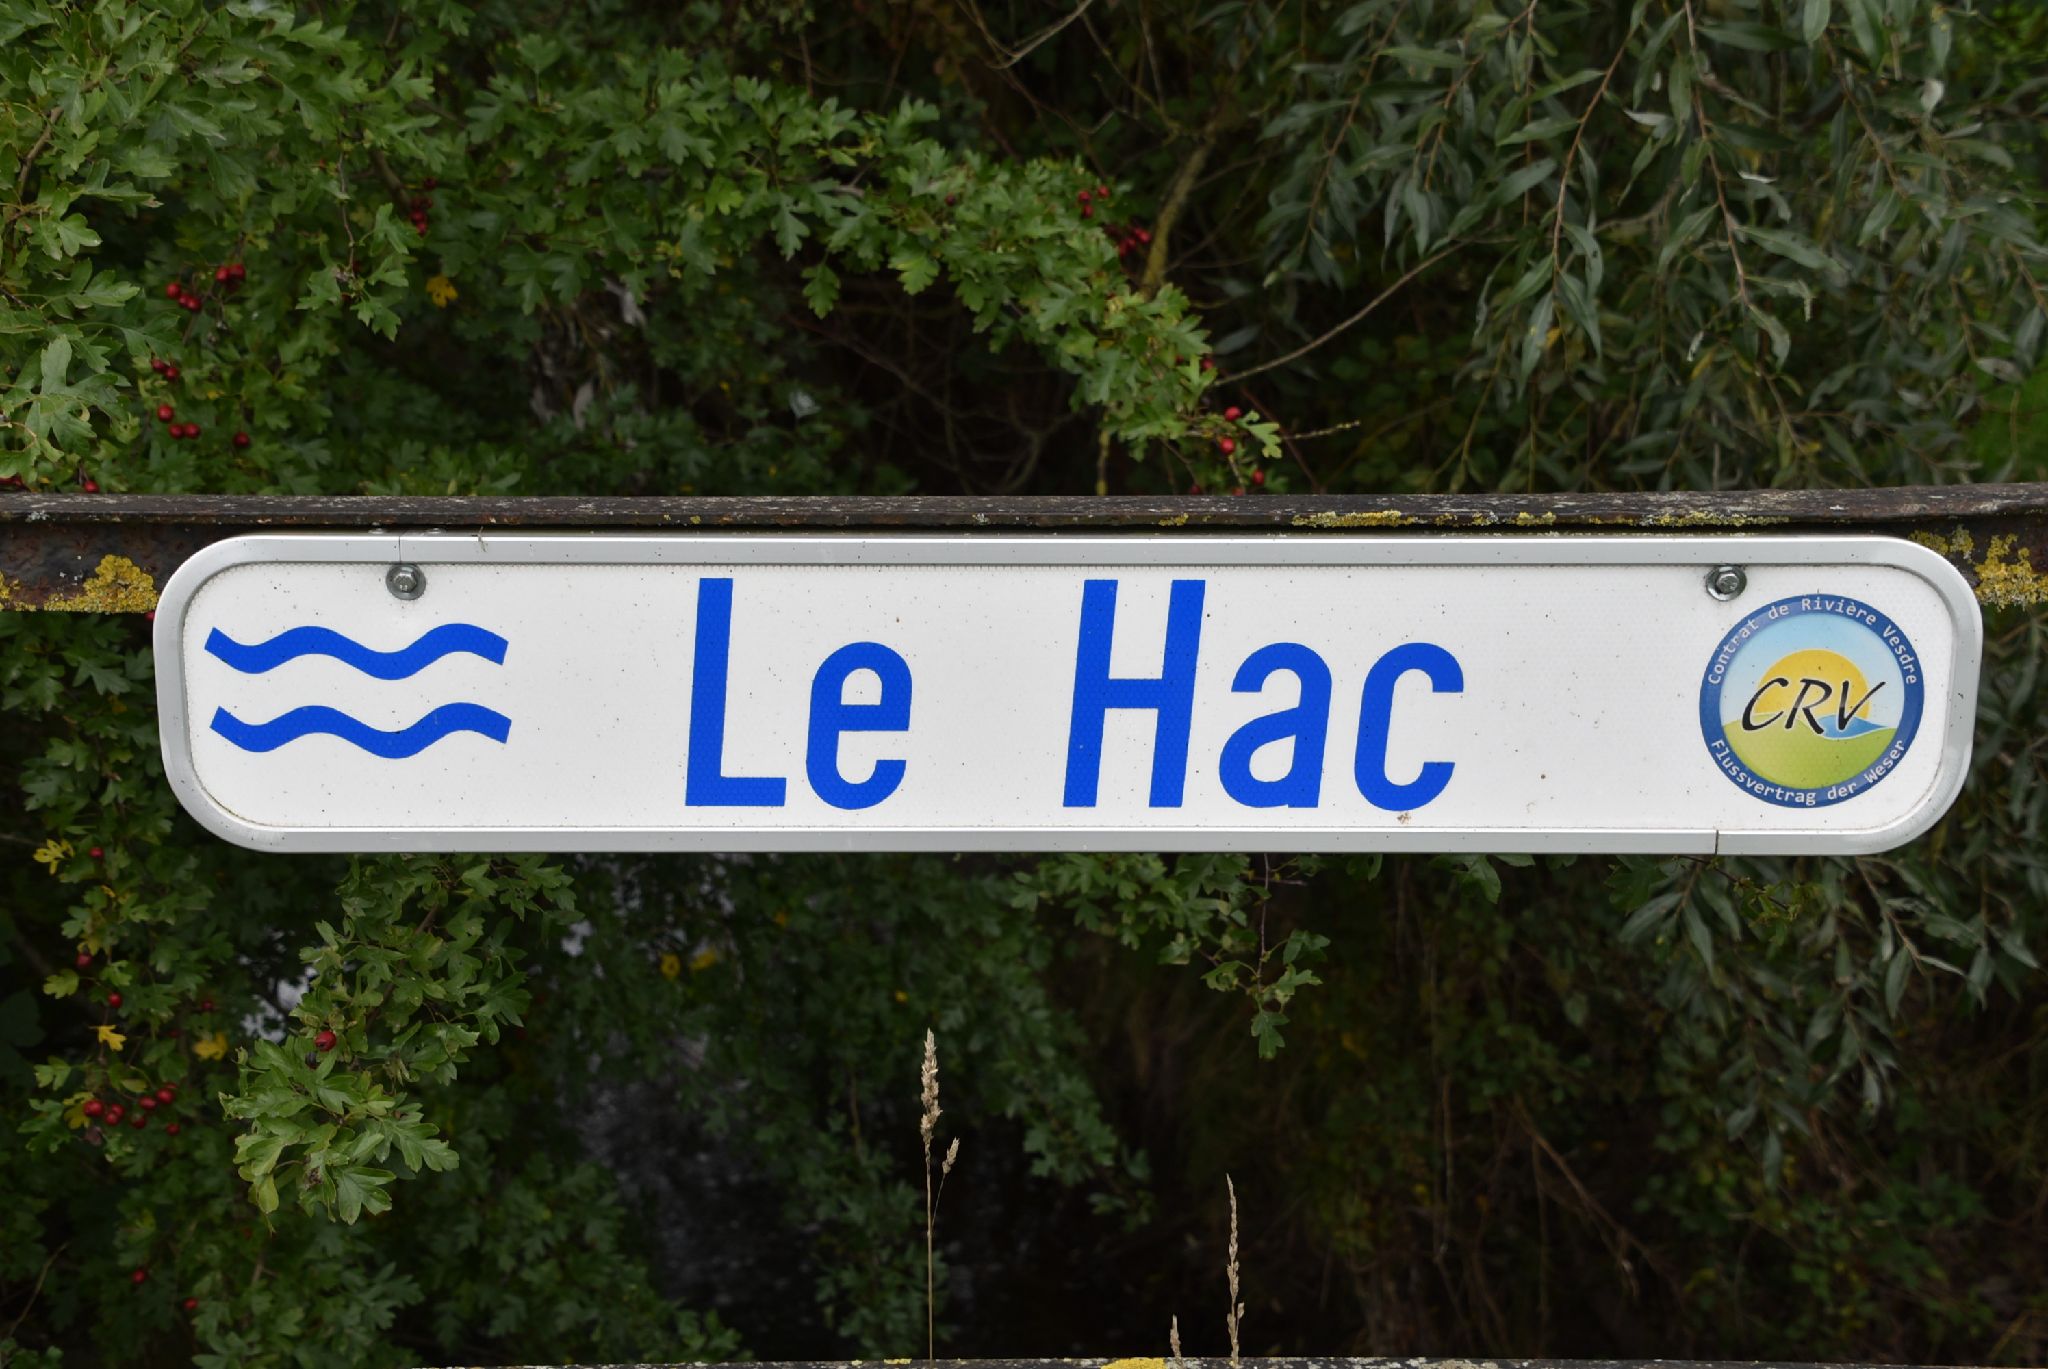 Le Hac
Contrat de Rivière Vesdre
CRV
Flussvertrag der Weser